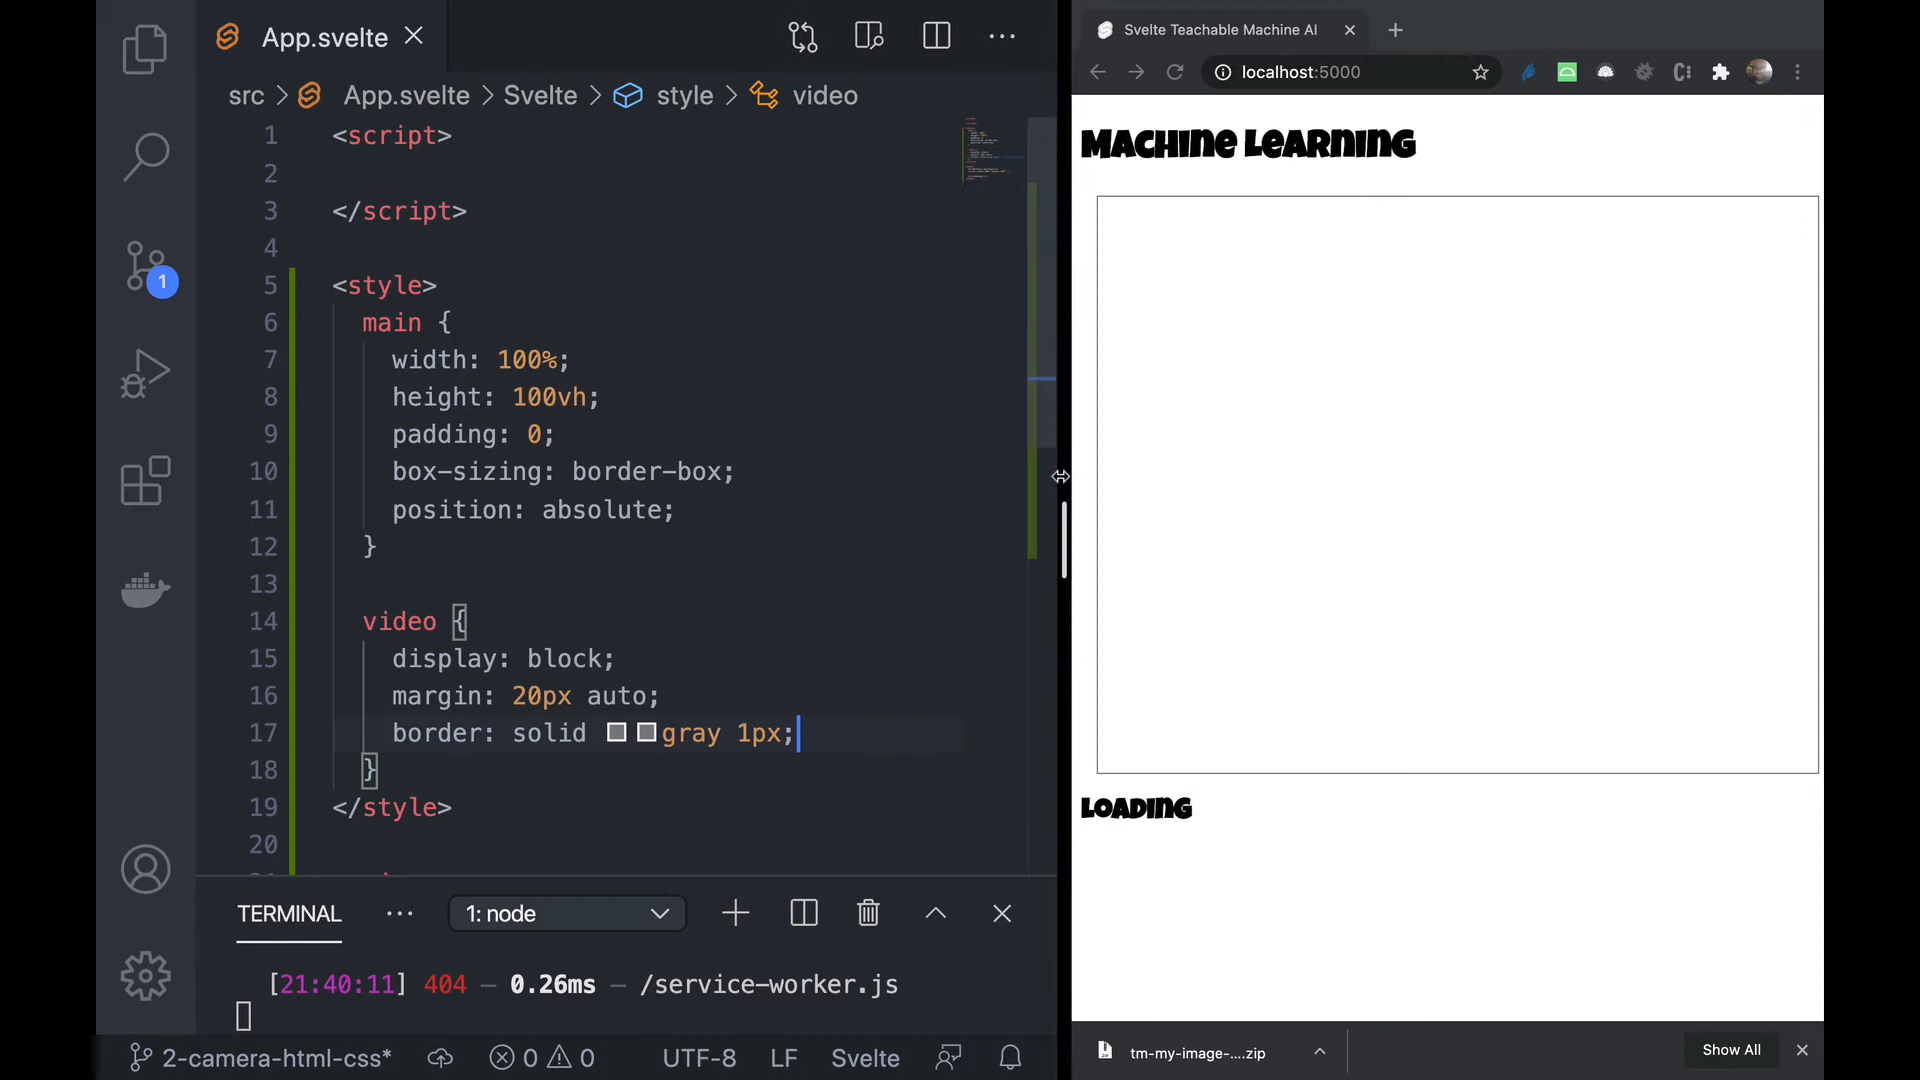 App.svelte
src > App.svelte > Svelte > style > video
1 <script>
2
3 </script>
4
5 <style>
6 main {
7 width: 100%;
8 height: 100vh;
9 padding: 0;
10 box-sizing: border-box;
11 position: absolute;
12 }
13
14 video {
15 display: block;
16 margin: 20px auto;
17 border: solid gray 1px;
18 }
19 </style>
20
1
TERMINAL
1: node
[21:40:11] 404 — 0.26ms — /service-worker.js
2-camera-html-css*
0
0
UTF-8
LF
Svelte
Svelte Teachable Machine AI
localhost:5000
Machine Learning
Loading
tm-my-image-....zip
Show All